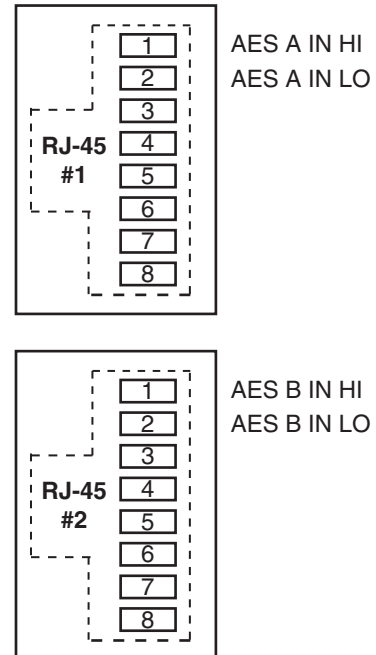 1 AES A IN HI
2 AES A IN LO
3
RJ-45 4
#1 5
6
7
8
1 AES B IN HI
2 AES B IN LO
3
RJ-45 4
#2 5
6
7
8